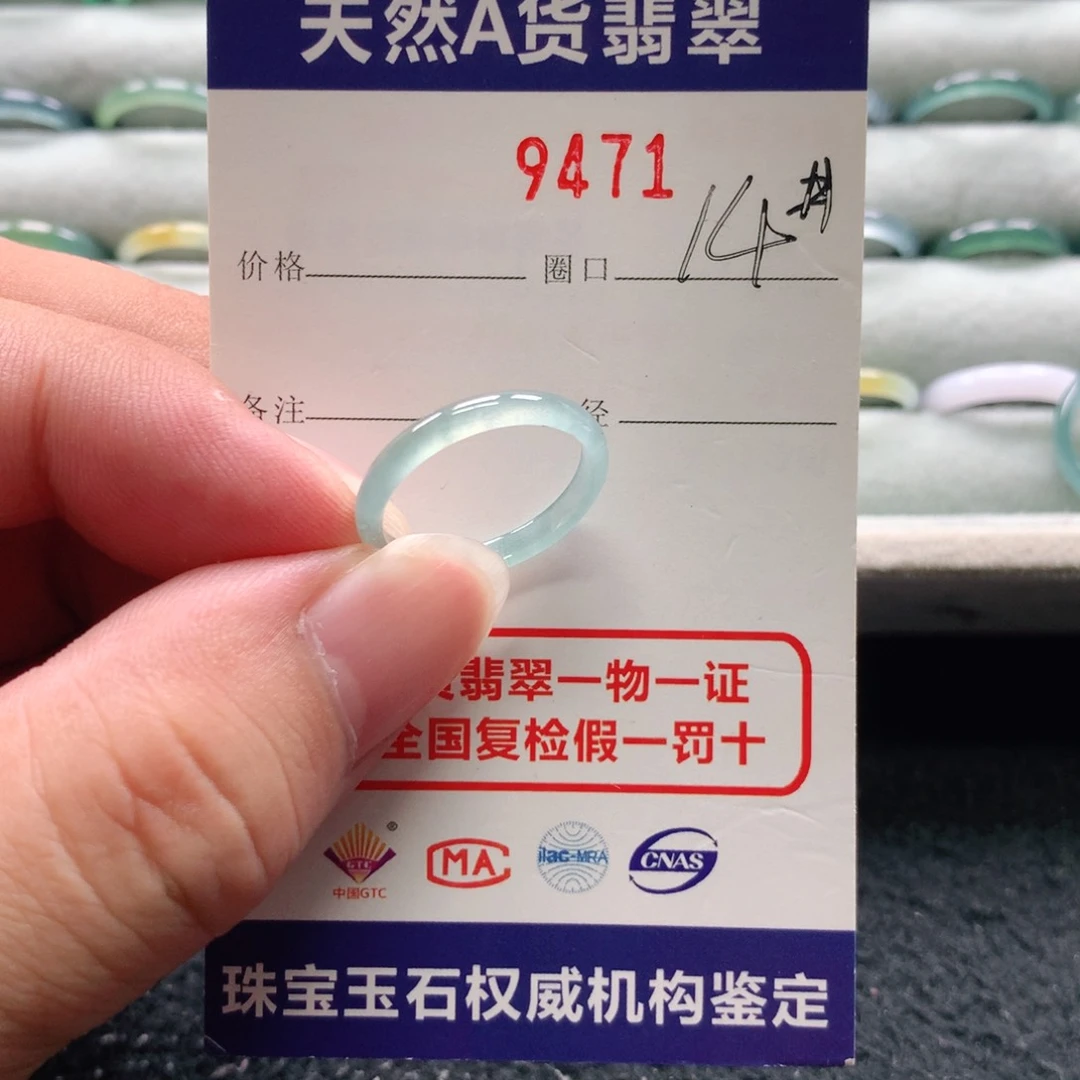 天然A货翡翠
9471
价格 圈口 14#
备注 径
翡翠一物一证
全国复检假一罚十
GTC ®
中国GTC
MA
ilac-MRA
CNAS
珠宝玉石权威机构鉴定